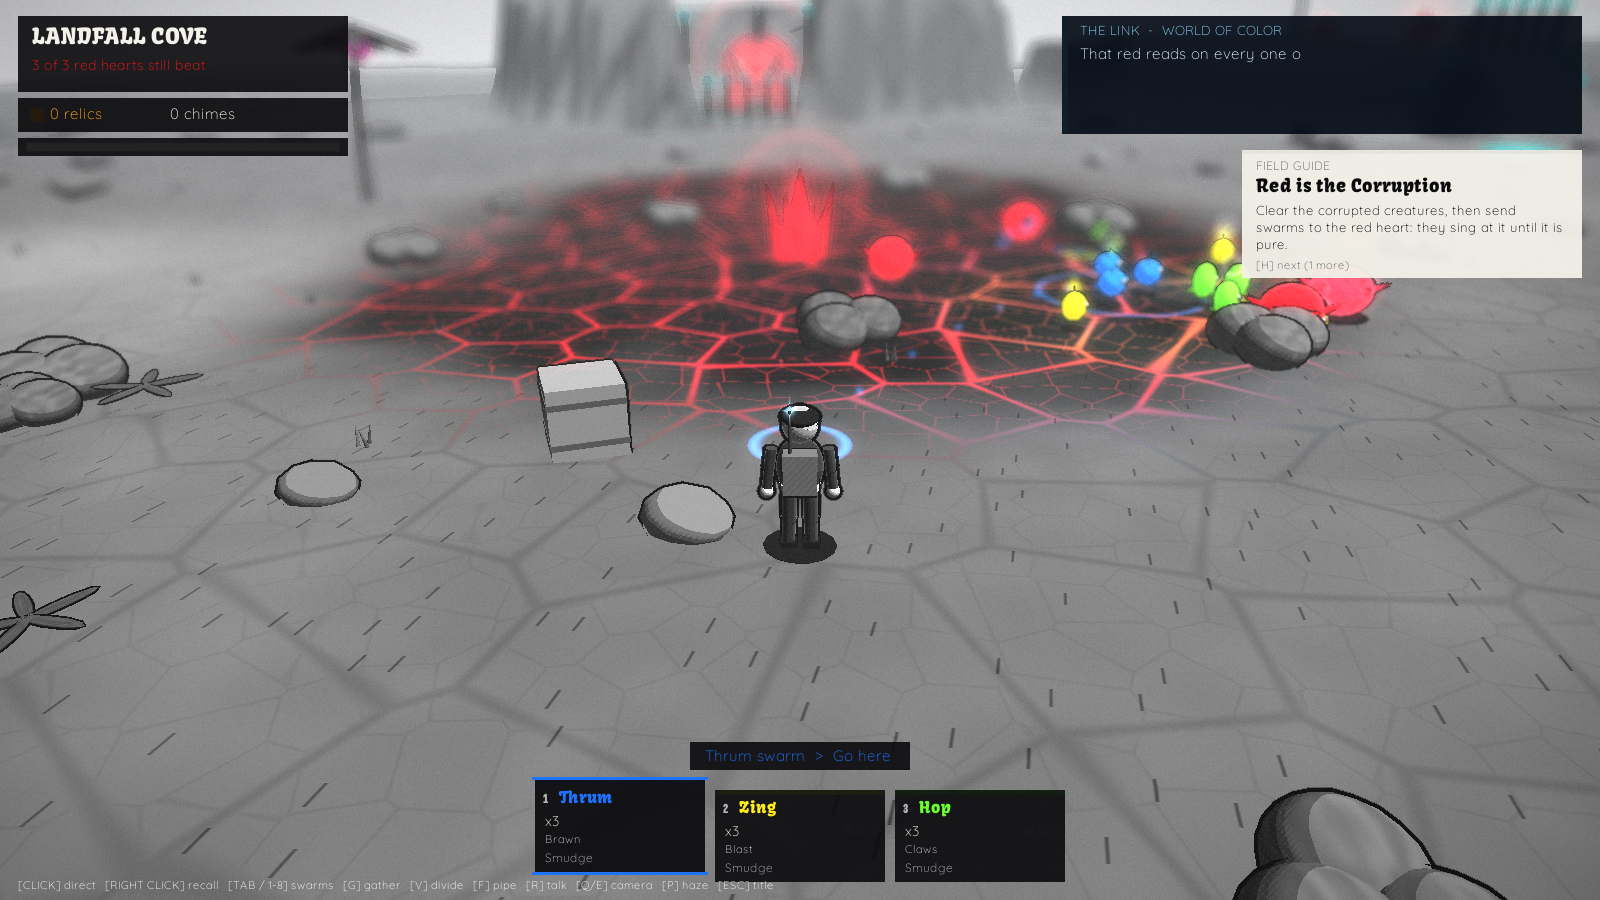 LANDFALL COVE
3 of 3 red hearts still beat
0 relics 0 chimes
THE LINK - WORLD OF COLOR
That red reads on every one o
FIELD GUIDE
Red is the Corruption
Clear the corrupted creatures, then send
swarms to the red heart: they sing at it until it is
pure.
[H] next (1 more)
Thrum swarm > Go here
1 Thrum
x3
Brawn
Smudge
2 Zing
x3
Blast
Smudge
3 Hop
x3
Claws
Smudge
[CLICK] direct [RIGHT CLICK] recall [TAB / 1-8] swarms [G] gather [V] divide [F] pipe [R] talk [Q/E] camera [P] haze [ESC] title